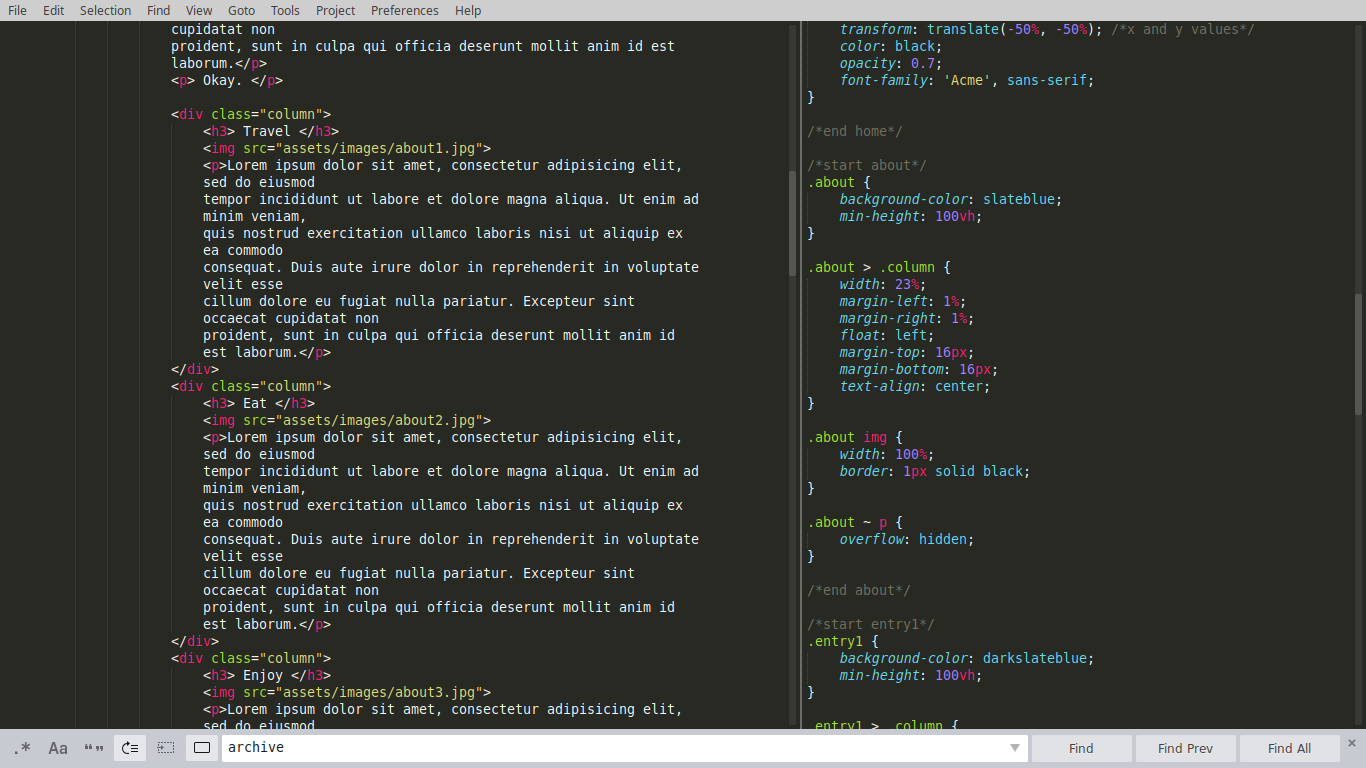 File Edit Selection Find View Goto Tools Project Preferences Help
cupidatat non
proident, sunt in culpa qui officia deserunt mollit anim id est
laborum.</p>
<p> Okay. </p>
<div class="column">
<h3> Travel </h3>
<img src="assets/images/about1.jpg">
<p>Lorem ipsum dolor sit amet, consectetur adipisicing elit,
sed do eiusmod
tempor incididunt ut labore et dolore magna aliqua. Ut enim ad
minim veniam,
quis nostrud exercitation ullamco laboris nisi ut aliquip ex
ea commodo
consequat. Duis aute irure dolor in reprehenderit in voluptate
velit esse
cillum dolore eu fugiat nulla pariatur. Excepteur sint
occaecat cupidatat non
proident, sunt in culpa qui officia deserunt mollit anim id
est laborum.</p>
</div>
<div class="column">
<h3> Eat </h3>
<img src="assets/images/about2.jpg">
<p>Lorem ipsum dolor sit amet, consectetur adipisicing elit,
sed do eiusmod
tempor incididunt ut labore et dolore magna aliqua. Ut enim ad
minim veniam,
quis nostrud exercitation ullamco laboris nisi ut aliquip ex
ea commodo
consequat. Duis aute irure dolor in reprehenderit in voluptate
velit esse
cillum dolore eu fugiat nulla pariatur. Excepteur sint
occaecat cupidatat non
proident, sunt in culpa qui officia deserunt mollit anim id
est laborum.</p>
</div>
<div class="column">
<h3> Enjoy </h3>
<img src="assets/images/about3.jpg">
<p>Lorem ipsum dolor sit amet, consectetur adipisicing elit,
sed do eiusmod
transform: translate(-50%, -50%); /*x and y values*/
color: black;
opacity: 0.7;
font-family: 'Acme', sans-serif;
}
/*end home*/
/*start about*/
.about {
background-color: slateblue;
min-height: 100vh;
}
.about > .column {
width: 23%;
margin-left: 1%;
margin-right: 1%;
float: left;
margin-top: 16px;
margin-bottom: 16px;
text-align: center;
}
.about img {
width: 100%;
border: 1px solid black;
}
.about ~ p {
overflow: hidden;
}
/*end about*/
/*start entry1*/
.entry1 {
background-color: darkslateblue;
min-height: 100vh;
}
.entry1 > .column {
.* Aa “” archive Find Find Prev Find All ×